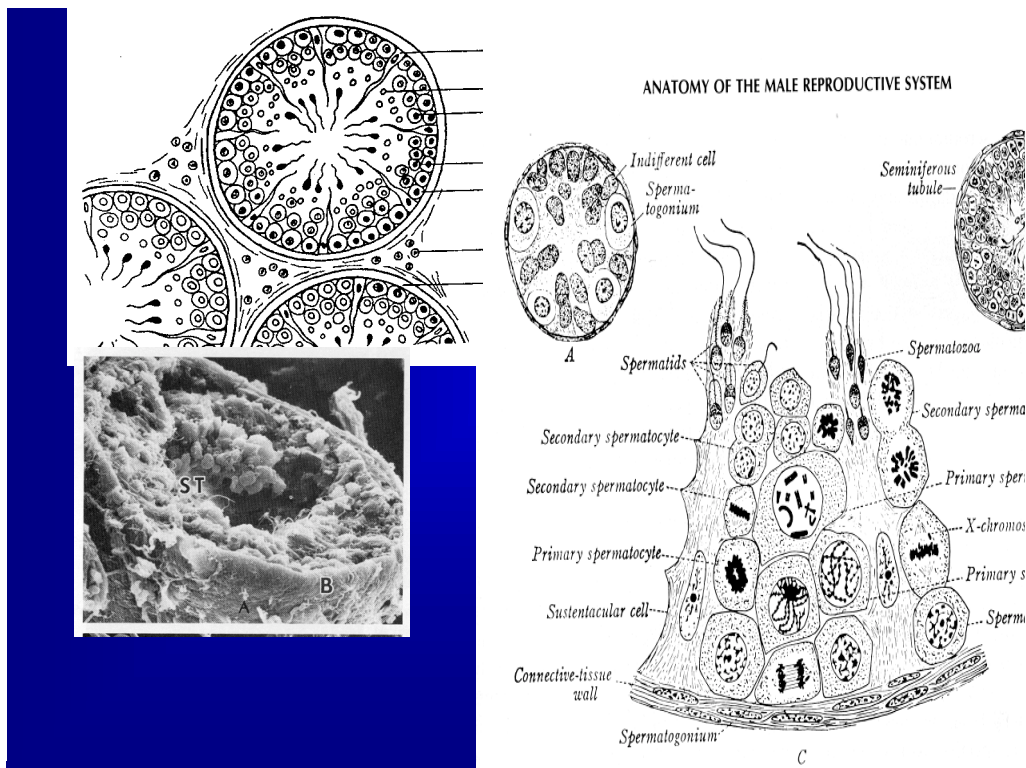 ANATOMY OF THE MALE REPRODUCTIVE SYSTEM
Indifferent cell
Sperma-
togonium
Seminiferous
tubule
A
Spermatids
Spermatozoa
Secondary sperma
Secondary spermatocyte
Secondary spermatocyte
Primary sper
X-chromos
Primary spermatocyte
Primary s
Sustentacular cell
Sperm
Connective-tissue
wall
Spermatogonium
C
ST
B
A